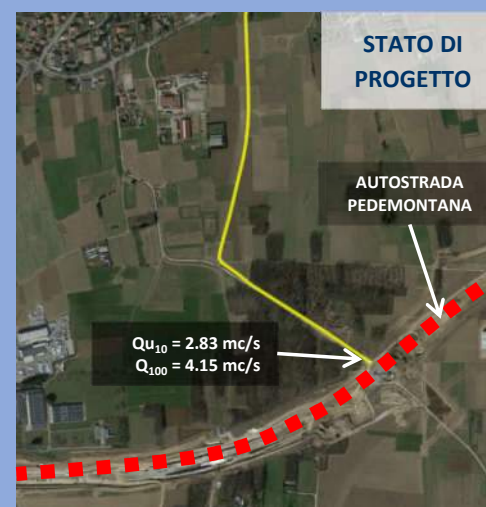 STATO DI
PROGETTO
AUTOSTRADA
PEDEMONTANA
Qu₁₀ = 2.83 mc/s
Q₁₀₀ = 4.15 mc/s